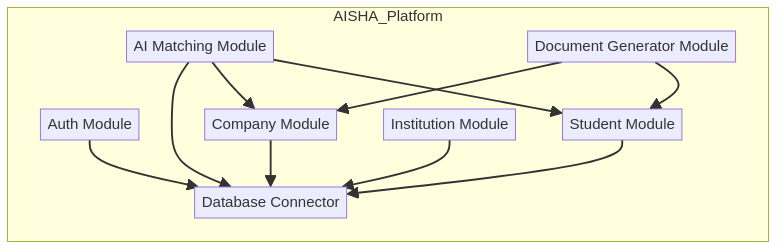 AISHA_Platform
AI Matching Module
Document Generator Module
Auth Module
Company Module
Institution Module
Student Module
Database Connector